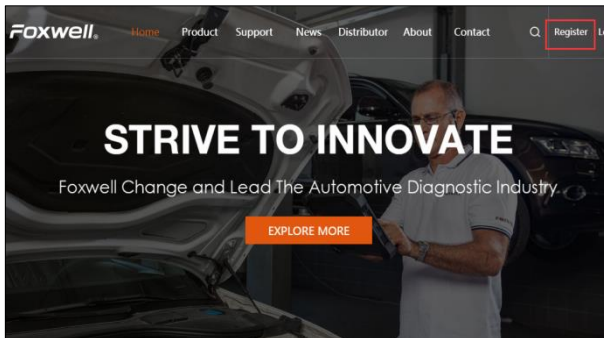 FOXWELL®
Home Product Support News Distributor About Contact Register
STRIVE TO INNOVATE
Foxwell Change and Lead The Automotive Diagnostic Industry.
EXPLORE MORE